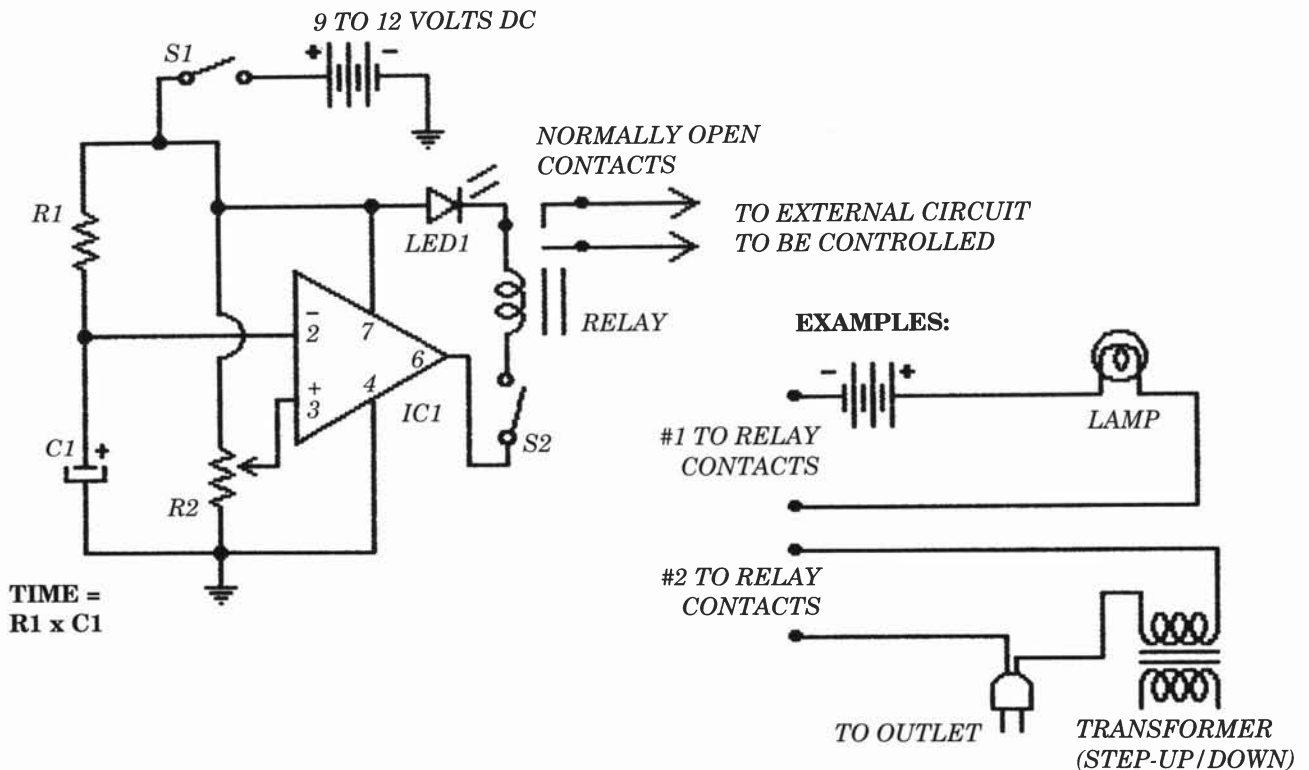 9 TO 12 VOLTS DC
S1
+ −
NORMALLY OPEN
CONTACTS
R1
LED1
TO EXTERNAL CIRCUIT
TO BE CONTROLLED
RELAY
−
2
7
6
+
3
4
IC1
S2
C1
+
R2
TIME =
R1 x C1
EXAMPLES:
− +
LAMP
#1 TO RELAY
CONTACTS
#2 TO RELAY
CONTACTS
TO OUTLET
TRANSFORMER
(STEP-UP/DOWN)